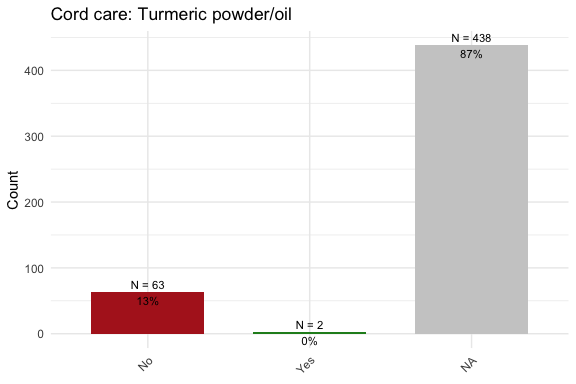 Cord care: Turmeric powder/oil
Count
400
300
200
100
0
N = 63
13%
N = 2
0%
N = 438
87%
No
Yes
NA